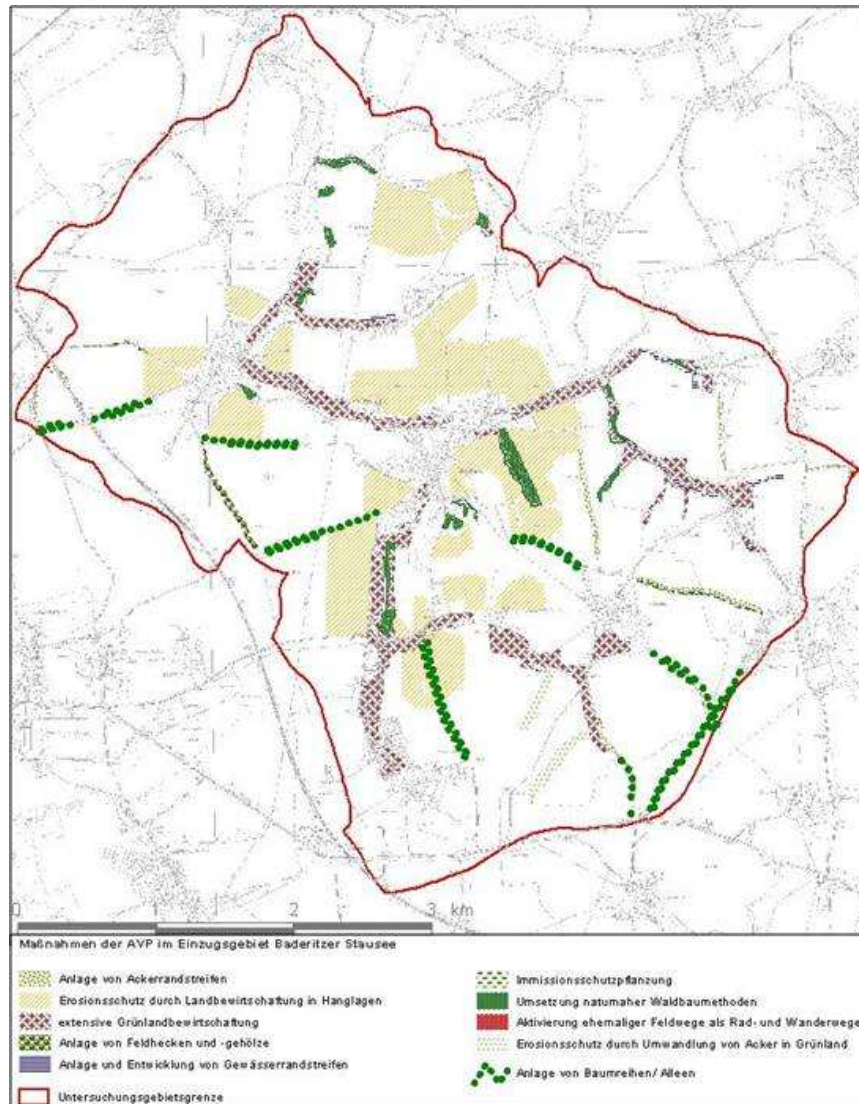 0 2 3 km
Maßnahmen der AVP im Einzugsgebiet Baderitzer Stausee
Anlage von Ackerrandstreifen
Erosionsschutz durch Landbewirtschaftung in Hanglagen
extensive Grünlandbewirtschaftung
Anlage von Feldhecken und -gehölze
Anlage und Entwicklung von Gewässerrandstreifen
Untersuchungsgebietsgrenze
Immissionsschutzpflanzung
Umsetzung naturnaher Waldbaumethoden
Aktivierung ehemaliger Feldwege als Rad- und Wanderwege
Erosionsschutz durch Umwandlung von Acker in Grünland
Anlage von Baumreihen/ Alleen